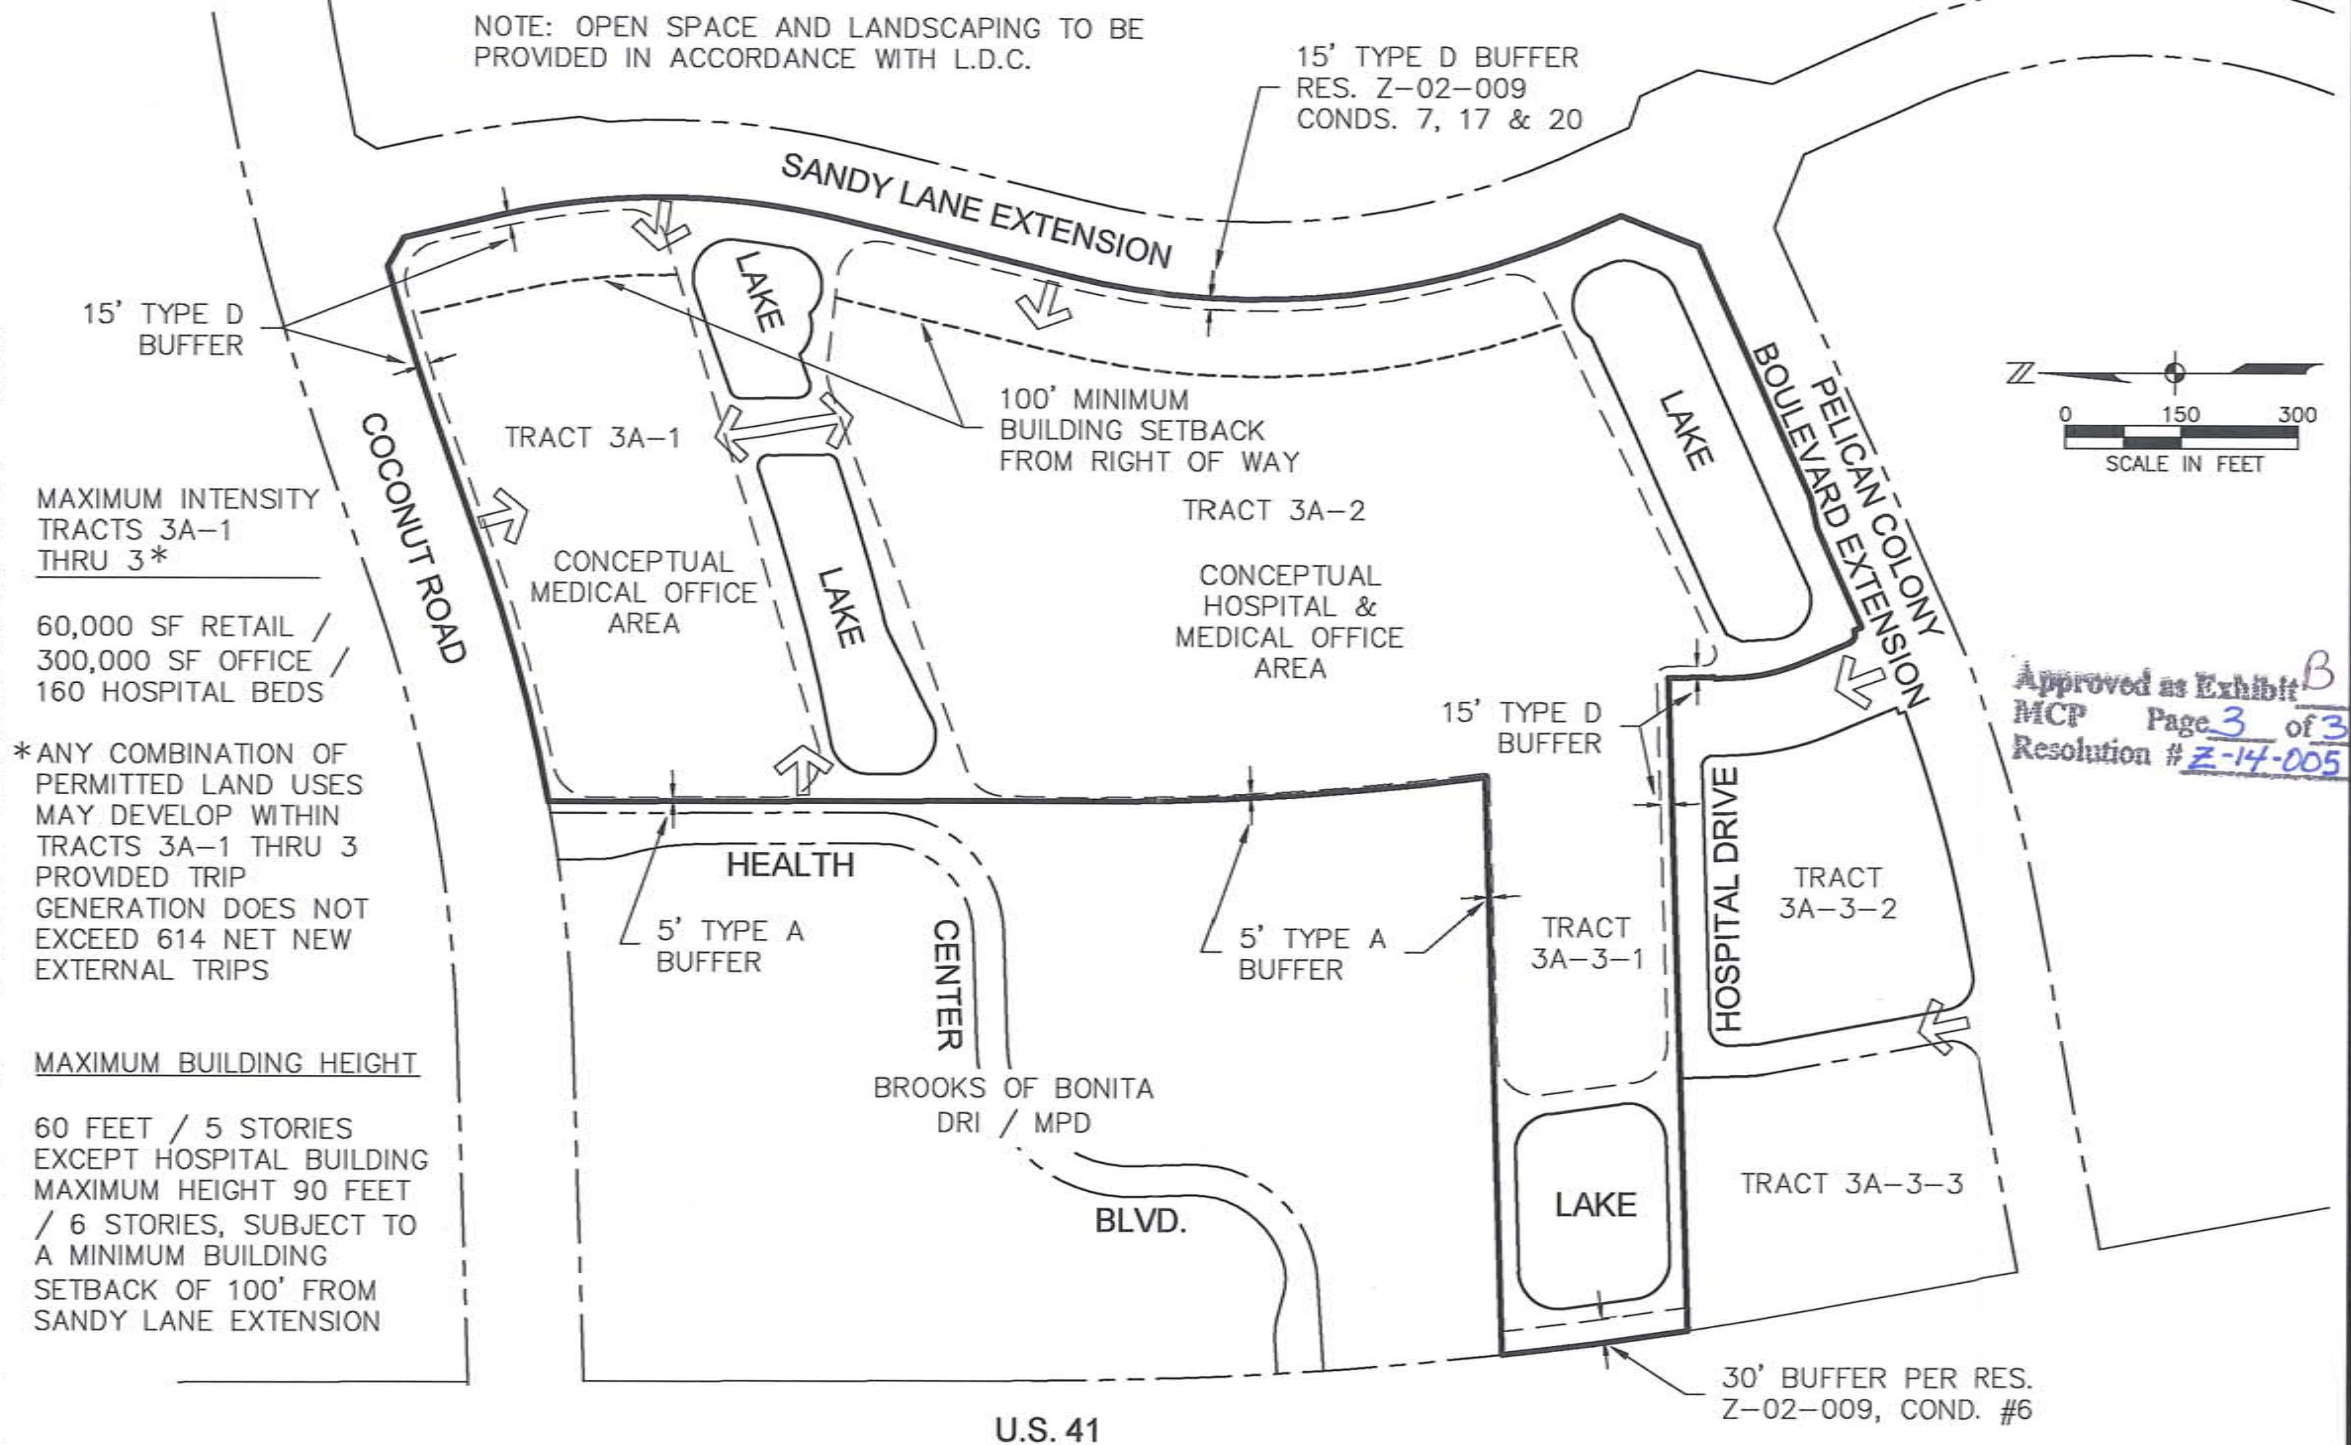 NOTE: OPEN SPACE AND LANDSCAPING TO BE
PROVIDED IN ACCORDANCE WITH L.D.C.
15' TYPE D BUFFER
RES. Z-02-009
CONDS. 7, 17 & 20
SANDY LANE EXTENSION
15' TYPE D
BUFFER
LAKE
100' MINIMUM
BUILDING SETBACK
FROM RIGHT OF WAY
TRACT 3A-1
CONCEPTUAL
MEDICAL OFFICE
AREA
COCONUT ROAD
LAKE
TRACT 3A-2
CONCEPTUAL
HOSPITAL &
MEDICAL OFFICE
AREA
LAKE
PELICAN COLONY
BOULEVARD EXTENSION
Z
0 150 300
SCALE IN FEET
MAXIMUM INTENSITY
TRACTS 3A-1
THRU 3*
60,000 SF RETAIL /
300,000 SF OFFICE /
160 HOSPITAL BEDS
*ANY COMBINATION OF
PERMITTED LAND USES
MAY DEVELOP WITHIN
TRACTS 3A-1 THRU 3
PROVIDED TRIP
GENERATION DOES NOT
EXCEED 614 NET NEW
EXTERNAL TRIPS
MAXIMUM BUILDING HEIGHT
60 FEET / 5 STORIES
EXCEPT HOSPITAL BUILDING
MAXIMUM HEIGHT 90 FEET
/ 6 STORIES, SUBJECT TO
A MINIMUM BUILDING
SETBACK OF 100' FROM
SANDY LANE EXTENSION
Approved as Exhibit B
MCP Page 3 of 3
Resolution # Z-14-005
15' TYPE D
BUFFER
HEALTH
CENTER
BLVD.
5' TYPE A
BUFFER
5' TYPE A
BUFFER
TRACT
3A-3-1
HOSPITAL DRIVE
TRACT
3A-3-2
BROOKS OF BONITA
DRI / MPD
LAKE
TRACT 3A-3-3
30' BUFFER PER RES.
Z-02-009, COND. #6
U.S. 41